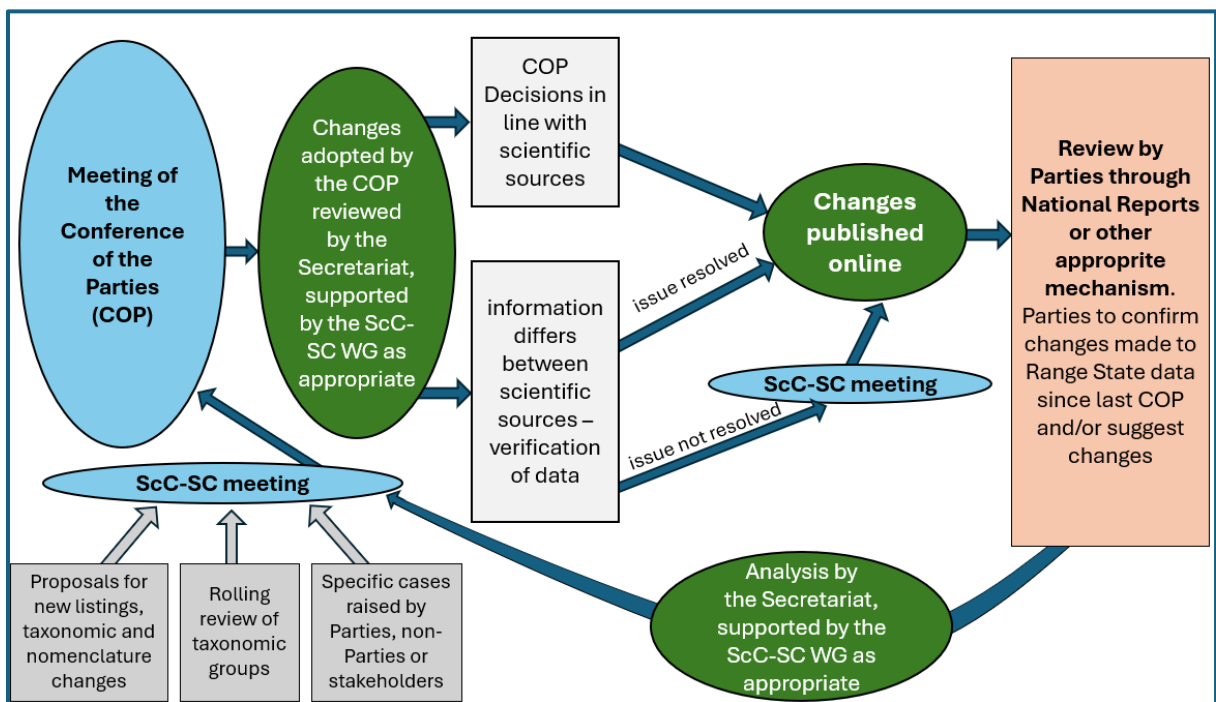 Meeting of
the
Conference
of the
Parties
(COP)
Changes
adopted by
the COP
reviewed
by the
Secretariat,
supported
by the ScC-
SC WG as
appropriate
COP
Decisions in
line with
scientific
sources
information
differs
between
scientific
sources –
verification
of data
issue resolved
issue not resolved
Changes
published
online
ScC-SC meeting
Review by
Parties through
National Reports
or other
approprite
mechanism.
Parties to confirm
changes made to
Range State data
since last COP
and/or suggest
changes
Analysis by
the Secretariat,
supported by the
ScC-SC WG as
appropriate
ScC-SC meeting
Proposals for
new listings,
taxonomic and
nomenclature
changes
Rolling
review of
taxonomic
groups
Specific cases
raised by
Parties, non-
Parties or
stakeholders